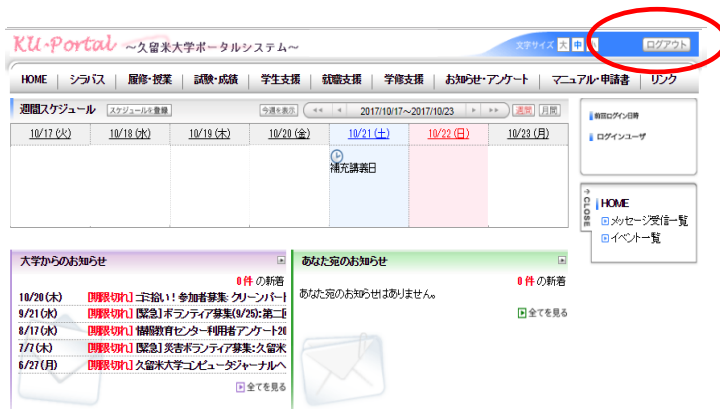 KU-Portal ～久留米大学ポータルシステム～
文字サイズ 大 中 ログアウト
HOME シラバス 履修・授業 試験・成績 学生支援 就職支援 学修支援 お知らせ・アンケート マニュアル・申請書 リンク
週間スケジュール スケジュールを登録 今週を表示 2017/10/17～2017/10/23 週間 月間
10/17 (火) 10/18 (水) 10/19 (木) 10/20 (金) 10/21 (土) 10/22 (日) 10/23 (月)
補充講義日
前回ログイン日時
ログインユーザ
CLOSE
HOME
メッセージ受信一覧
イベント一覧
大学からのお知らせ
0件 の新着
10/20 (木) [期限切れ] ゴミ拾い！参加者募集: クリーンパート
9/21 (水) [期限切れ] [緊急] ボランティア募集(9/25):第二回
8/17 (水) [期限切れ] 情報教育センター利用者アンケート20
7/7 (木) [期限切れ] [緊急] 災害ボランティア募集:久留米
6/27 (月) [期限切れ] 久留米大学コンピュータジャーナルへ
全てを見る
あなた宛のお知らせ
0件 の新着
あなた宛のお知らせはありません。
全てを見る